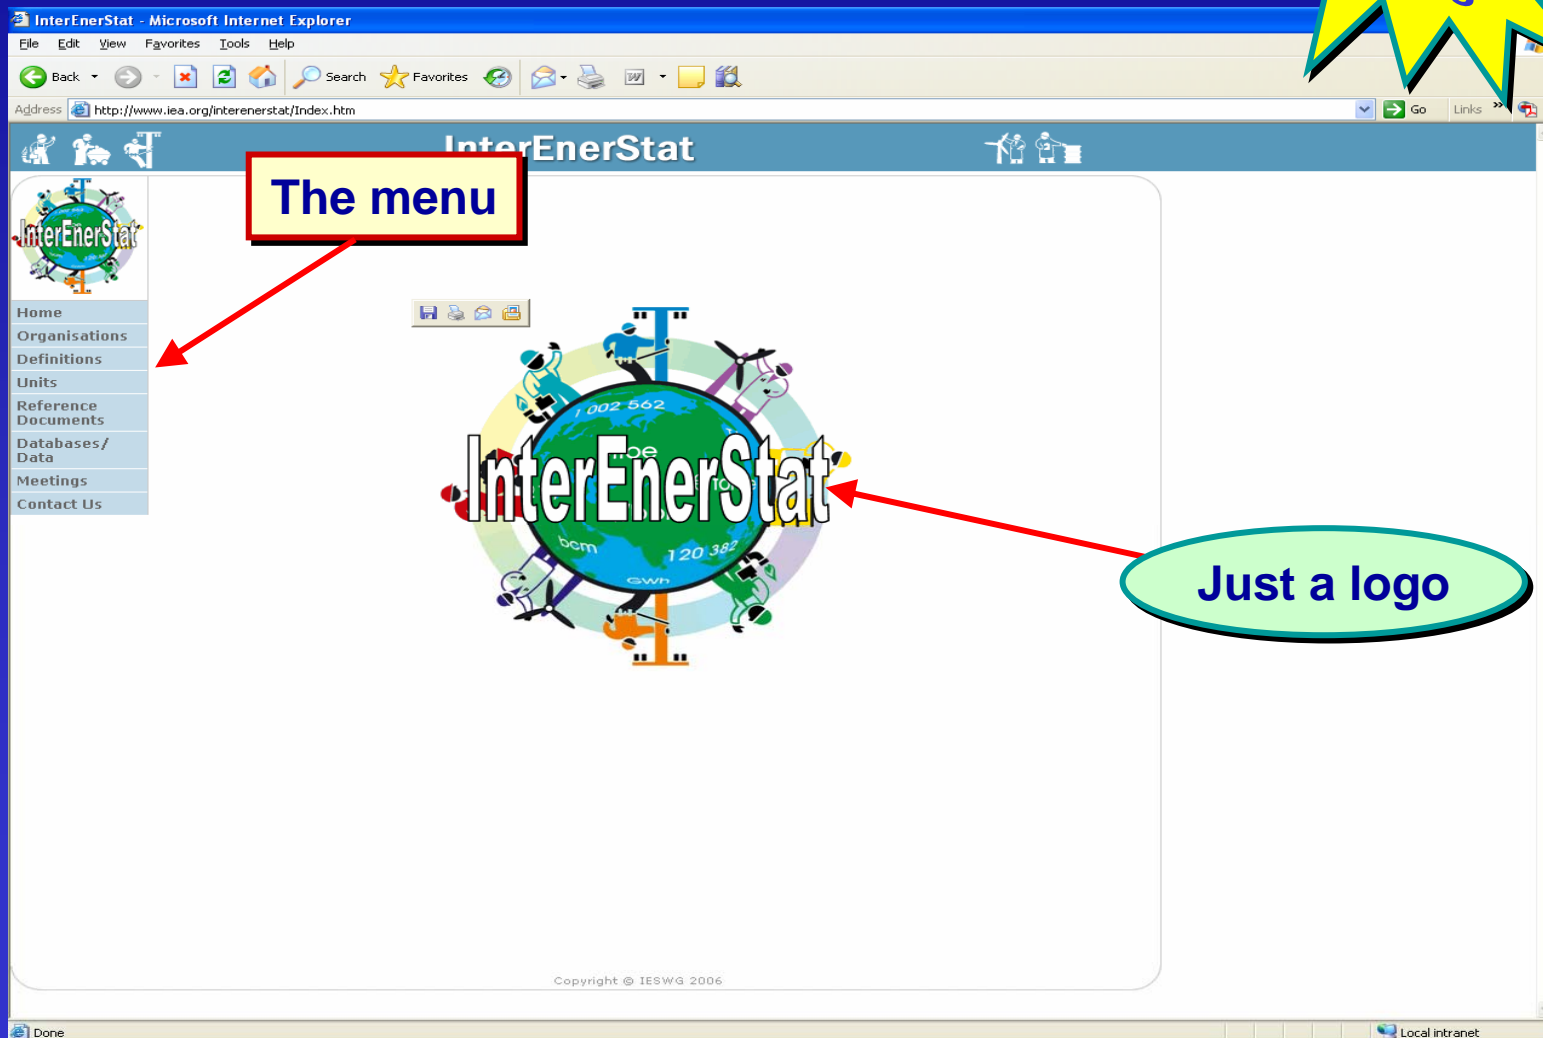 InterEnerStat - Microsoft Internet Explorer
File Edit View Favorites Tools Help
Back Search Favorites
Address http://www.iea.org/interenerstat/Index.htm Go Links »
InterEnerStat
The menu
InterEnerStat
Home
Organisations
Definitions
Units
Reference
Documents
Databases/
Data
Meetings
Contact Us
1 002 562
InterEnerStat
bcm
120 382
GWh
Just a logo
Copyright © IESWG 2006
Done Local intranet